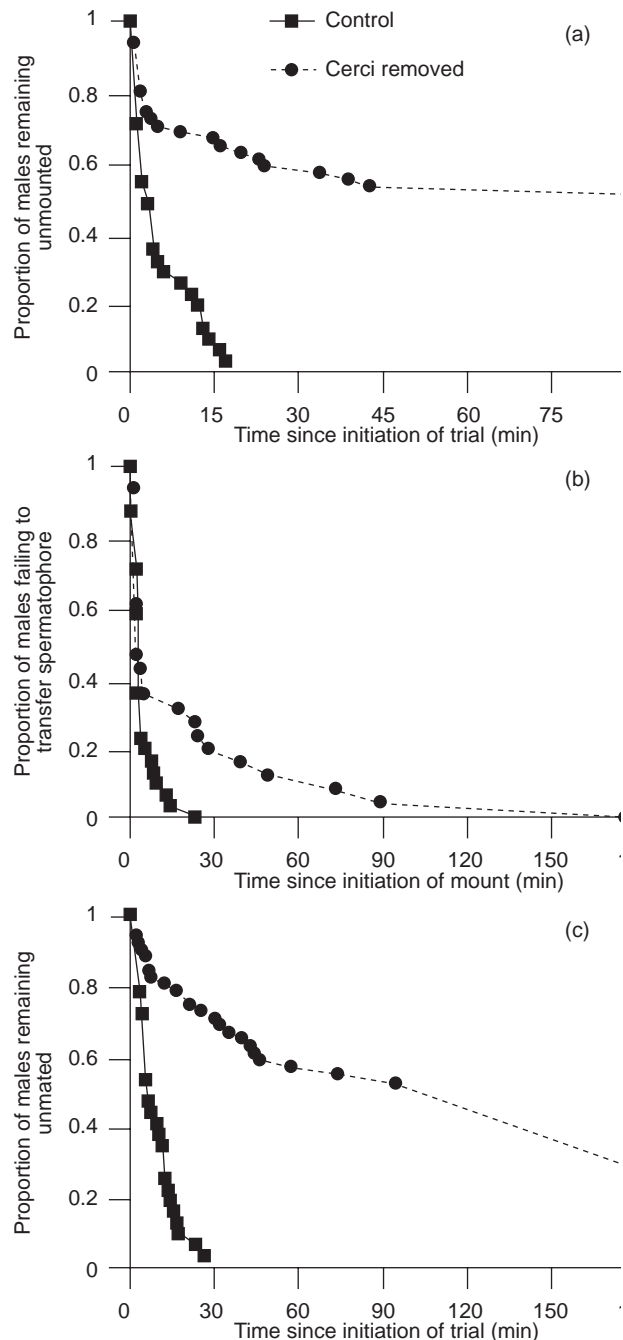 1
Control
(a)
Cerci removed
0.8
0.6
0.4
0.2
0
Proportion of males remaining
unmounted
0 15 30 45 60 75
Time since initiation of trial (min)
1
(b)
0.8
0.6
0.4
0.2
0
Proportion of males failing to
transfer spermatophore
0 30 60 90 120 150
Time since initiation of mount (min)
1
(c)
0.8
0.6
0.4
0.2
0
Proportion of males remaining
unmated
0 30 60 90 120 150
Time since initiation of trial (min)